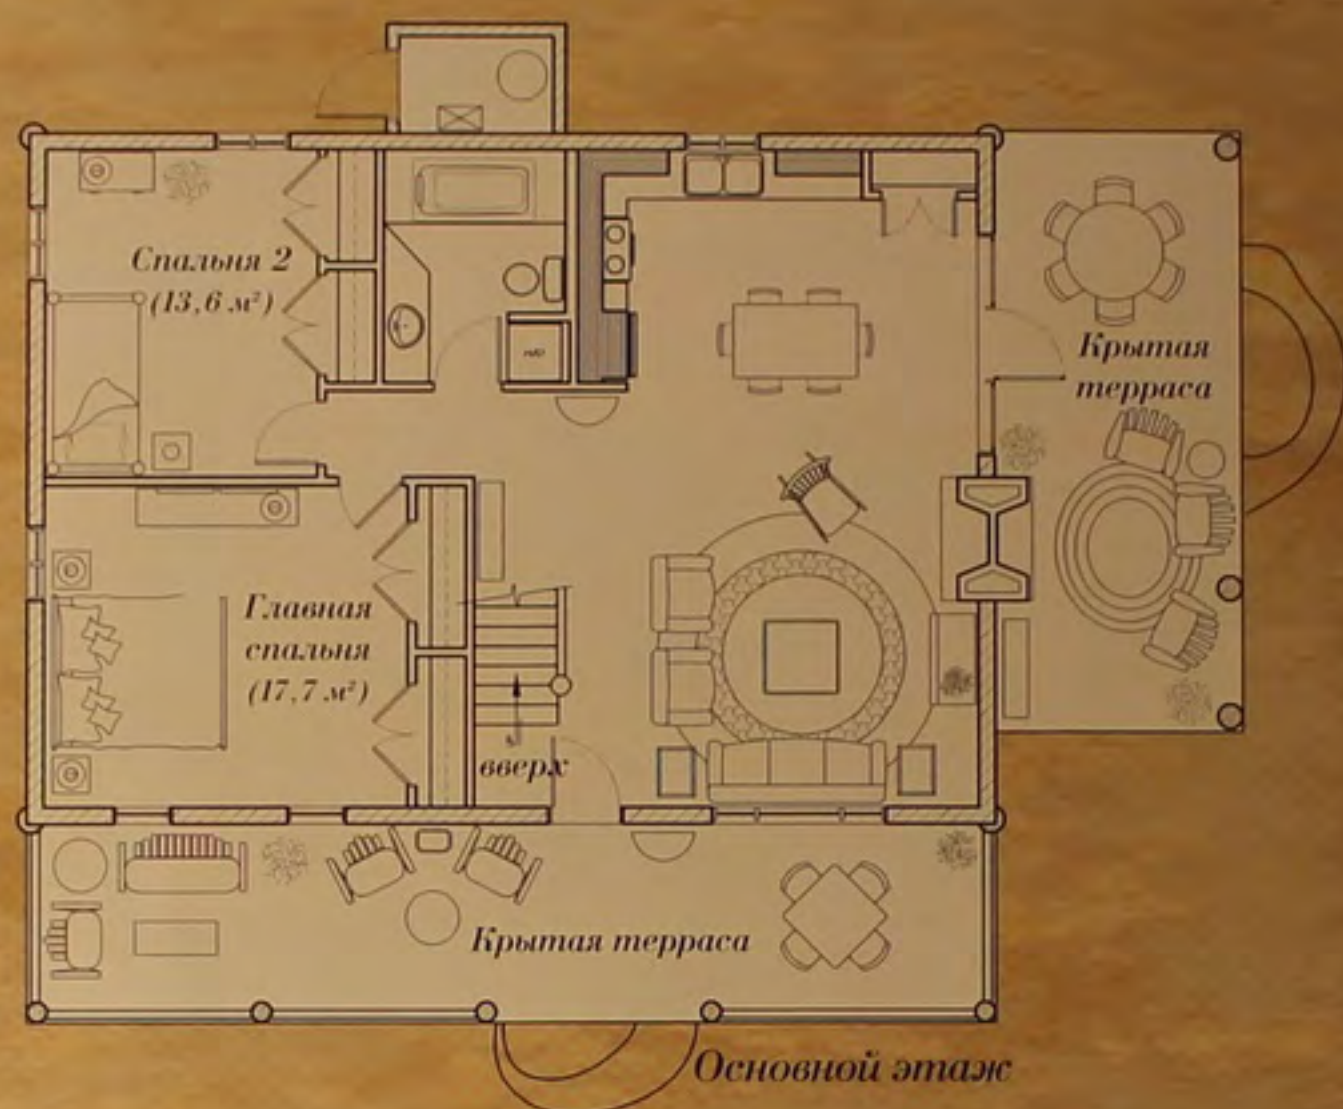 Спальня 2
(13,6 м²)
Крытая
терраса
Главная
спальня
(17,7 м²)
вверх
Крытая терраса
Основной этаж